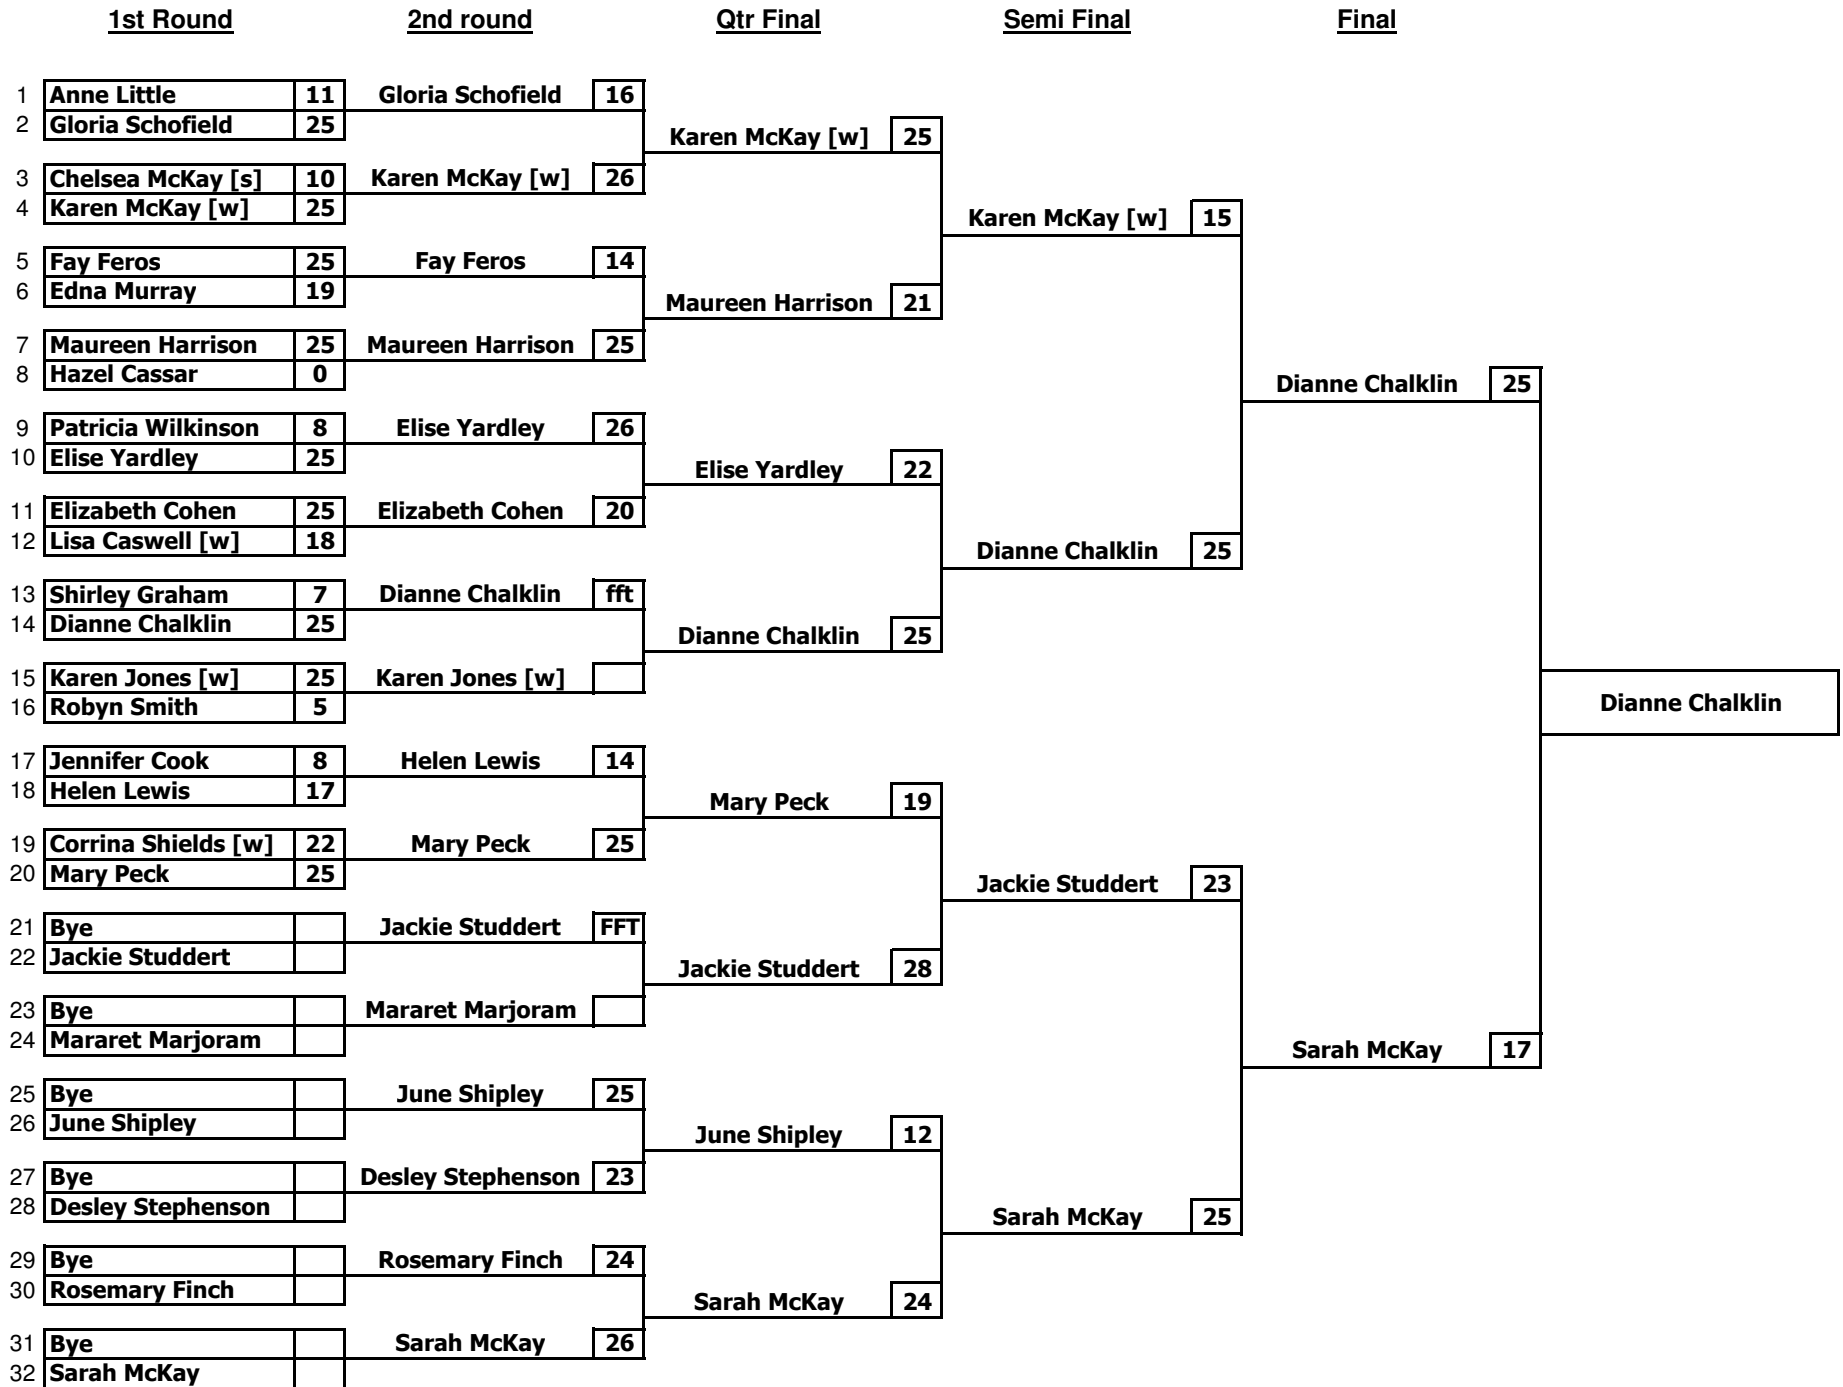 1st Round 2nd round Qtr Final Semi Final Final
1 Anne Little 11 Gloria Schofield 16
2 Gloria Schofield 25
Karen McKay [w] 25
3 Chelsea McKay [s] 10 Karen McKay [w] 26
4 Karen McKay [w] 25
Karen McKay [w] 15
5 Fay Feros 25 Fay Feros 14
6 Edna Murray 19
Maureen Harrison 21
7 Maureen Harrison 25 Maureen Harrison 25
8 Hazel Cassar 0
Dianne Chalklin 25
9 Patricia Wilkinson 8 Elise Yardley 26
10 Elise Yardley 25
Elise Yardley 22
11 Elizabeth Cohen 25 Elizabeth Cohen 20
12 Lisa Caswell [w] 18
Dianne Chalklin 25
13 Shirley Graham 7 Dianne Chalklin fft
14 Dianne Chalklin 25
Dianne Chalklin 25
15 Karen Jones [w] 25 Karen Jones [w]
16 Robyn Smith 5
Dianne Chalklin
17 Jennifer Cook 8 Helen Lewis 14
18 Helen Lewis 17
Mary Peck 19
19 Corrina Shields [w] 22 Mary Peck 25
20 Mary Peck 25
Jackie Studdert 23
21 Bye Jackie Studdert FFT
22 Jackie Studdert
Jackie Studdert 28
23 Bye Mararet Marjoram
24 Mararet Marjoram
Sarah McKay 17
25 Bye June Shipley 25
26 June Shipley
June Shipley 12
27 Bye Desley Stephenson 23
28 Desley Stephenson
Sarah McKay 25
29 Bye Rosemary Finch 24
30 Rosemary Finch
Sarah McKay 24
31 Bye Sarah McKay 26
32 Sarah McKay